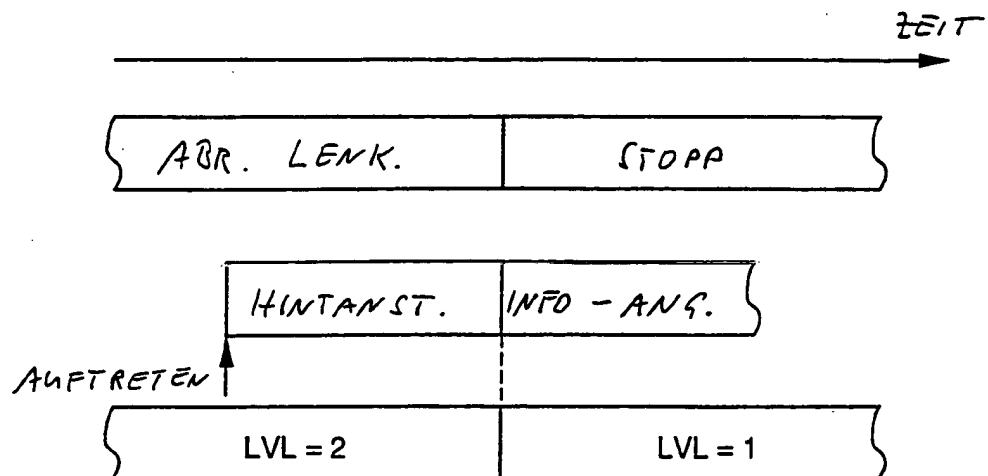 ZEIT
ABR. LENK. STOPP
HINTANST. INFO - ANG.
AUFTRETEN
LVL = 2 LVL = 1